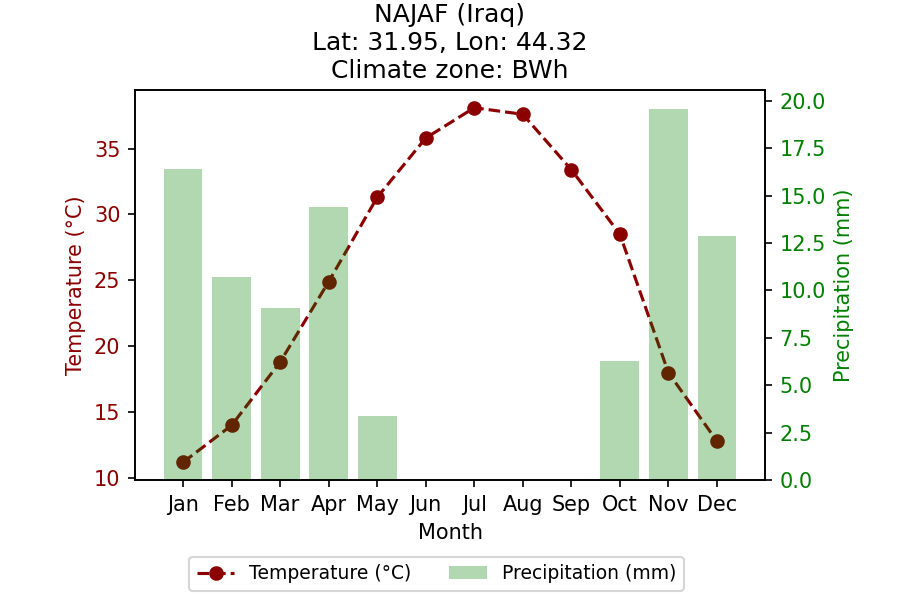 NAJAF (Iraq)
Lat: 31.95, Lon: 44.32
Climate zone: BWh
Temperature (°C)
35
30
25
20
15
10
20.0
17.5
15.0
12.5
10.0
7.5
5.0
2.5
0.0
Precipitation (mm)
Jan Feb Mar Apr May Jun Jul Aug Sep Oct Nov Dec
Month
Temperature (°C) Precipitation (mm)